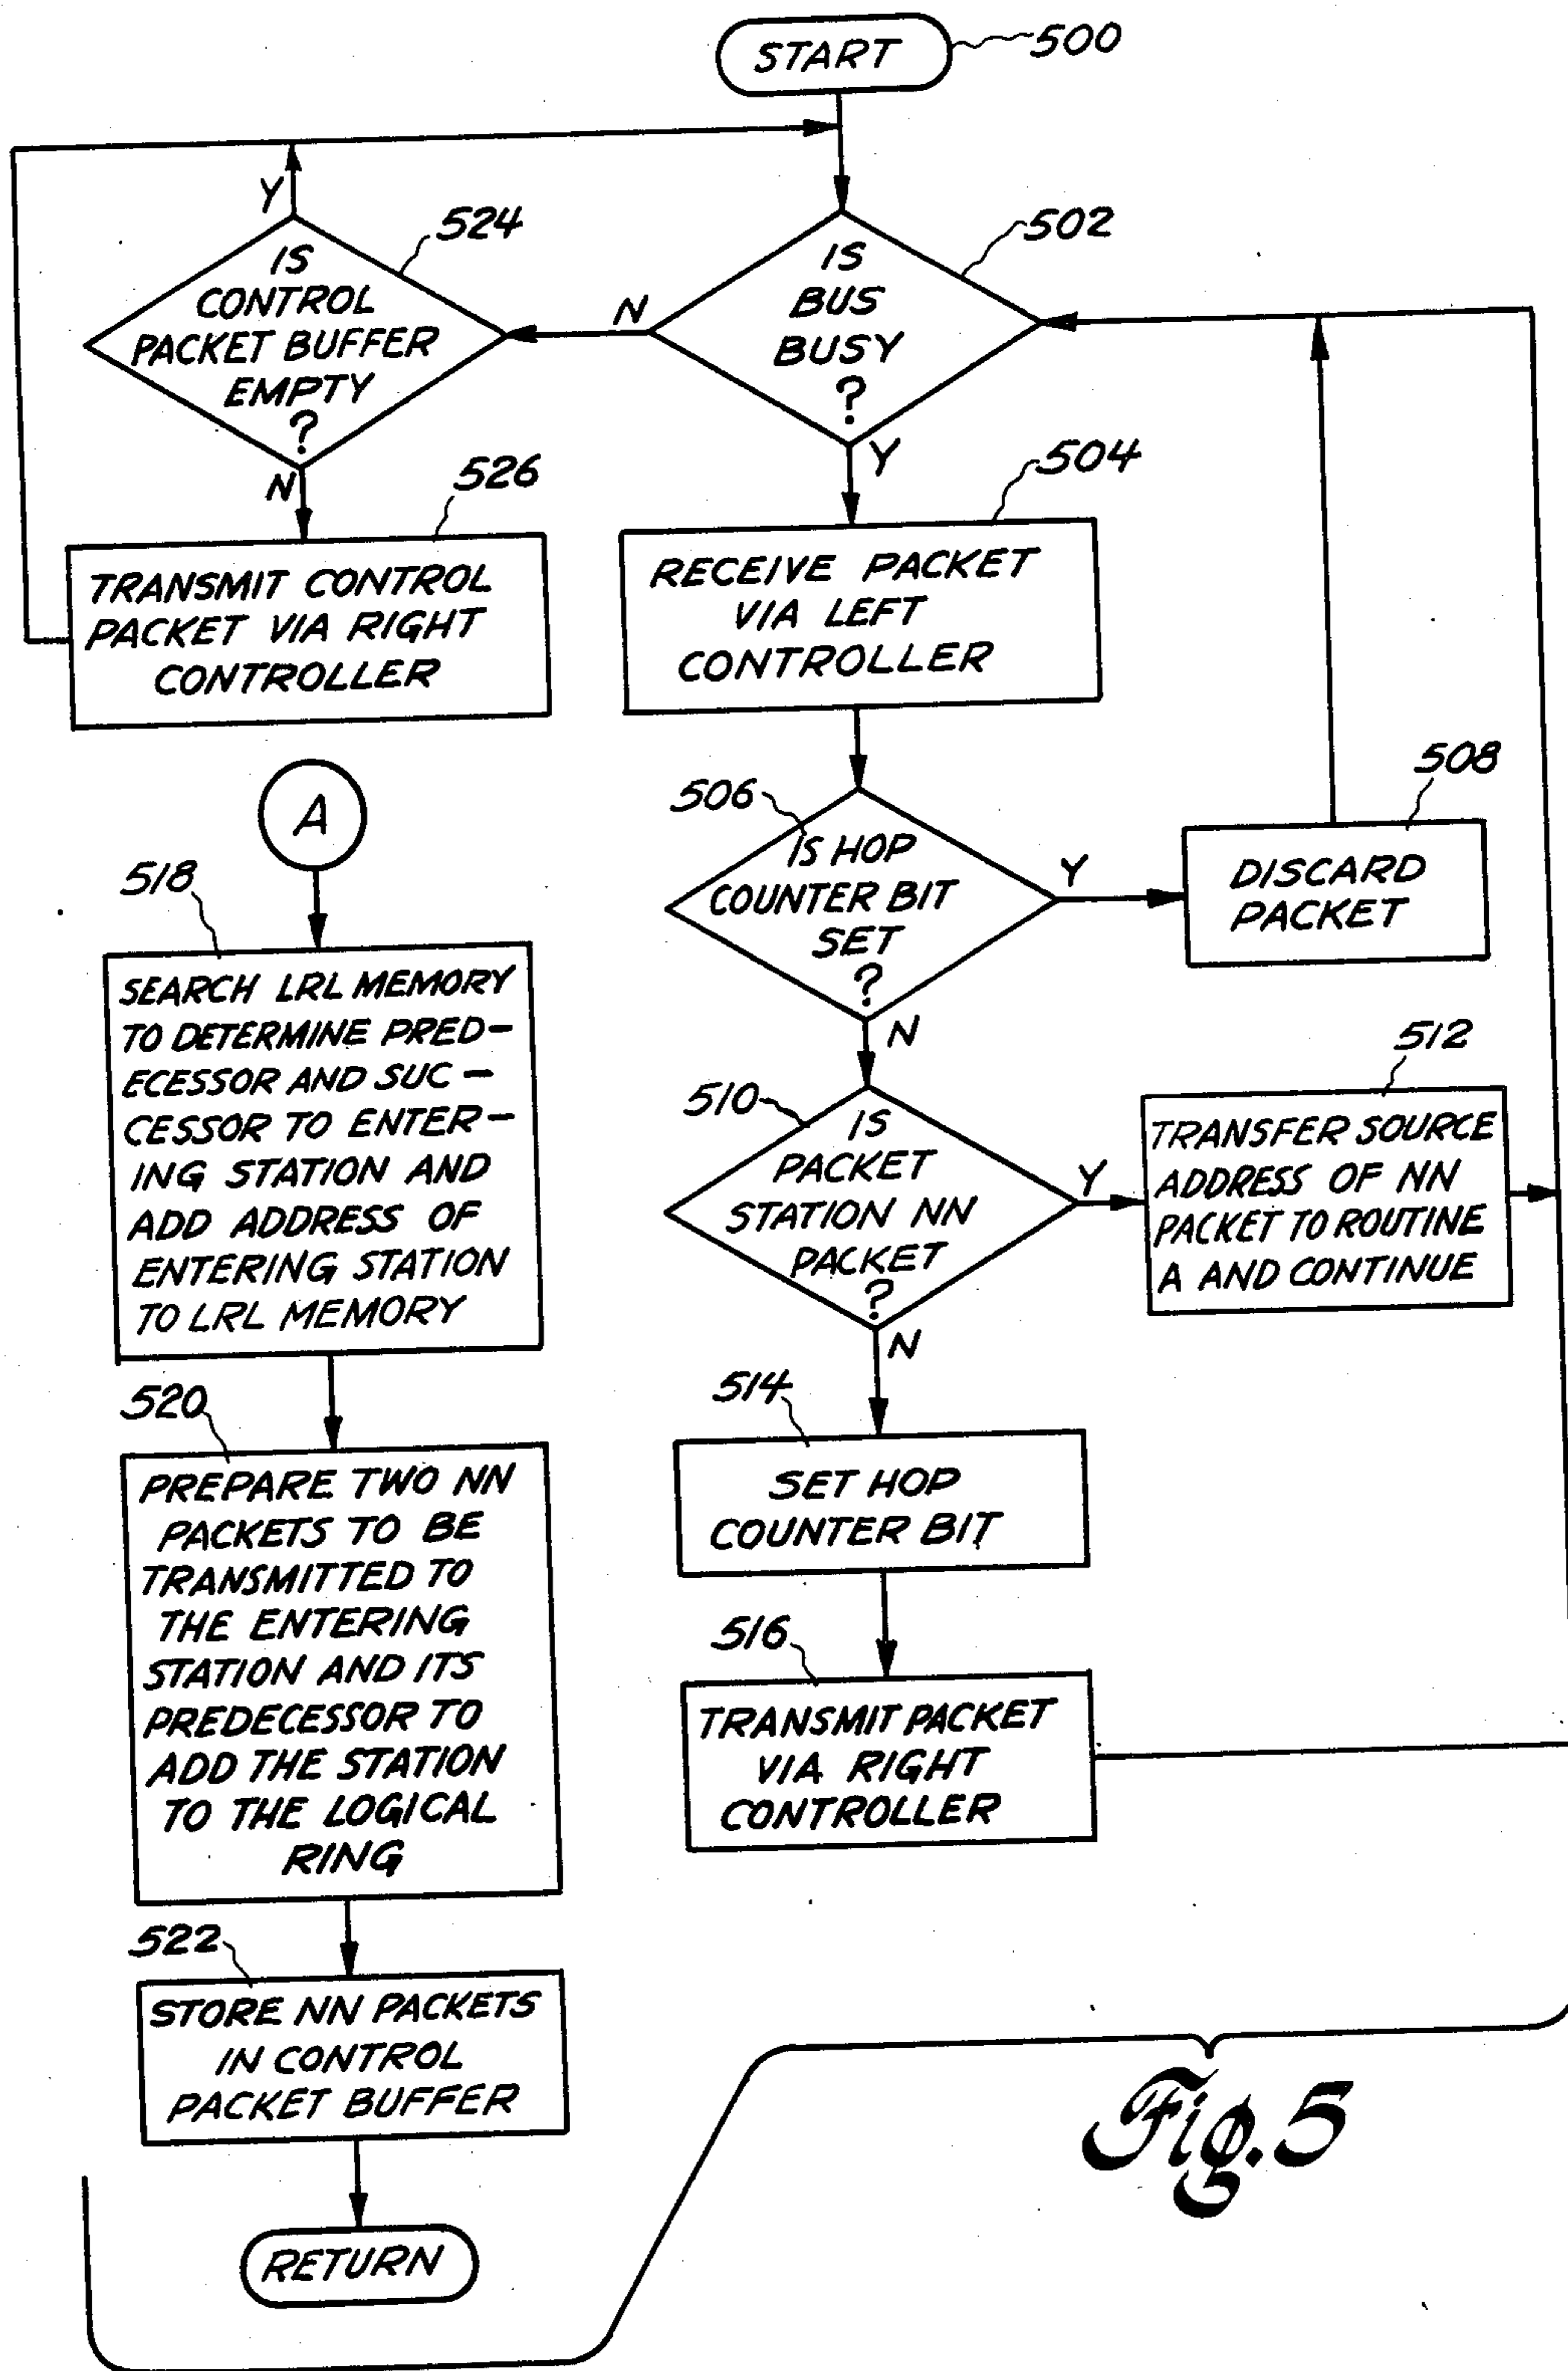 START
500
Y
524
IS
CONTROL
PACKET BUFFER
EMPTY
?
N
502
IS
BUS
BUSY
?
Y
N
526
TRANSMIT CONTROL
PACKET VIA RIGHT
CONTROLLER
504
RECEIVE PACKET
VIA LEFT
CONTROLLER
506
IS HOP
COUNTER BIT
SET
?
Y
N
508
DISCARD
PACKET
510
IS
PACKET
STATION NN
PACKET
?
Y
N
512
TRANSFER SOURCE
ADDRESS OF NN
PACKET TO ROUTINE
A AND CONTINUE
514
SET HOP
COUNTER BIT
516
TRANSMIT PACKET
VIA RIGHT
CONTROLLER
A
518
SEARCH LRL MEMORY
TO DETERMINE PRED-
ECESSOR AND SUC-
CESSOR TO ENTER-
ING STATION AND
ADD ADDRESS OF
ENTERING STATION
TO LRL MEMORY
520
PREPARE TWO NN
PACKETS TO BE
TRANSMITTED TO
THE ENTERING
STATION AND ITS
PREDECESSOR TO
ADD THE STATION
TO THE LOGICAL
RING
522
STORE NN PACKETS
IN CONTROL
PACKET BUFFER
RETURN
Fig. 5